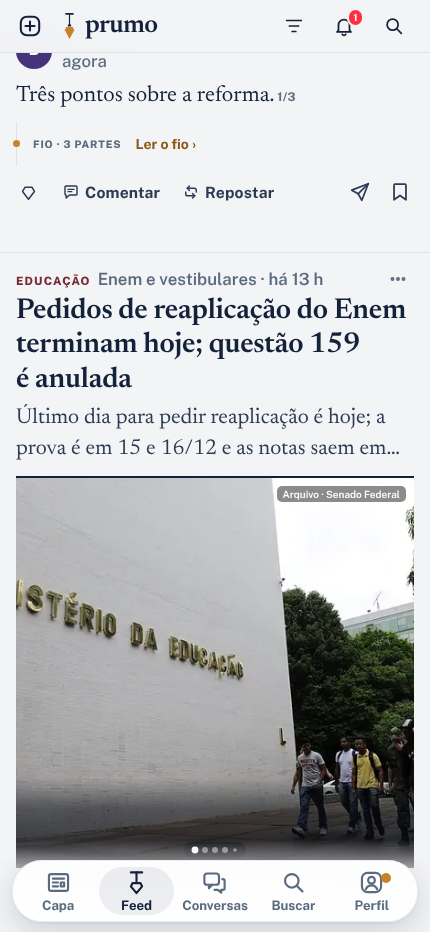 prumo
1
agora
Três pontos sobre a reforma. 1/3
FIO · 3 PARTES Ler o fio ›
Comentar Repostar
EDUCAÇÃO Enem e vestibulares · há 13 h
Pedidos de reaplicação do Enem
terminam hoje; questão 159
é anulada
Último dia para pedir reaplicação é hoje; a
prova é em 15 e 16/12 e as notas saem em...
Arquivo · Senado Federal
ISTÉRIO DA EDUCAÇÃO
L
Capa Feed Conversas Buscar Perfil